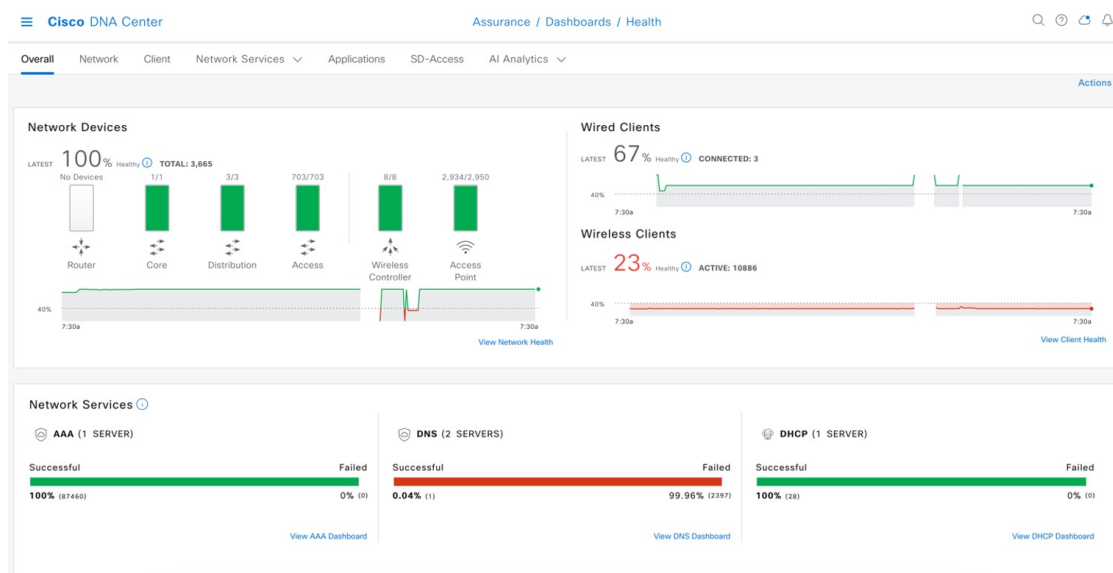 Cisco DNA Center
Assurance / Dashboards / Health
Overall Network Client Network Services Applications SD-Access AI Analytics
Actions
Network Devices
LATEST 100% Healthy TOTAL: 3,665
No Devices 1/1 3/3 703/703 8/8 2,934/2,950
Router Core Distribution Access Wireless Controller Access Point
40%
7:30a 7:30a
View Network Health
Wired Clients
LATEST 67% Healthy CONNECTED: 3
40%
7:30a 7:30a
Wireless Clients
LATEST 23% Healthy ACTIVE: 10886
40%
7:30a 7:30a
View Client Health
Network Services
AAA (1 SERVER)
Successful Failed
100% (87460) 0% (0)
View AAA Dashboard
DNS (2 SERVERS)
Successful Failed
0.04% (1) 99.96% (2397)
View DNS Dashboard
DHCP (1 SERVER)
Successful Failed
100% (28) 0% (0)
View DHCP Dashboard